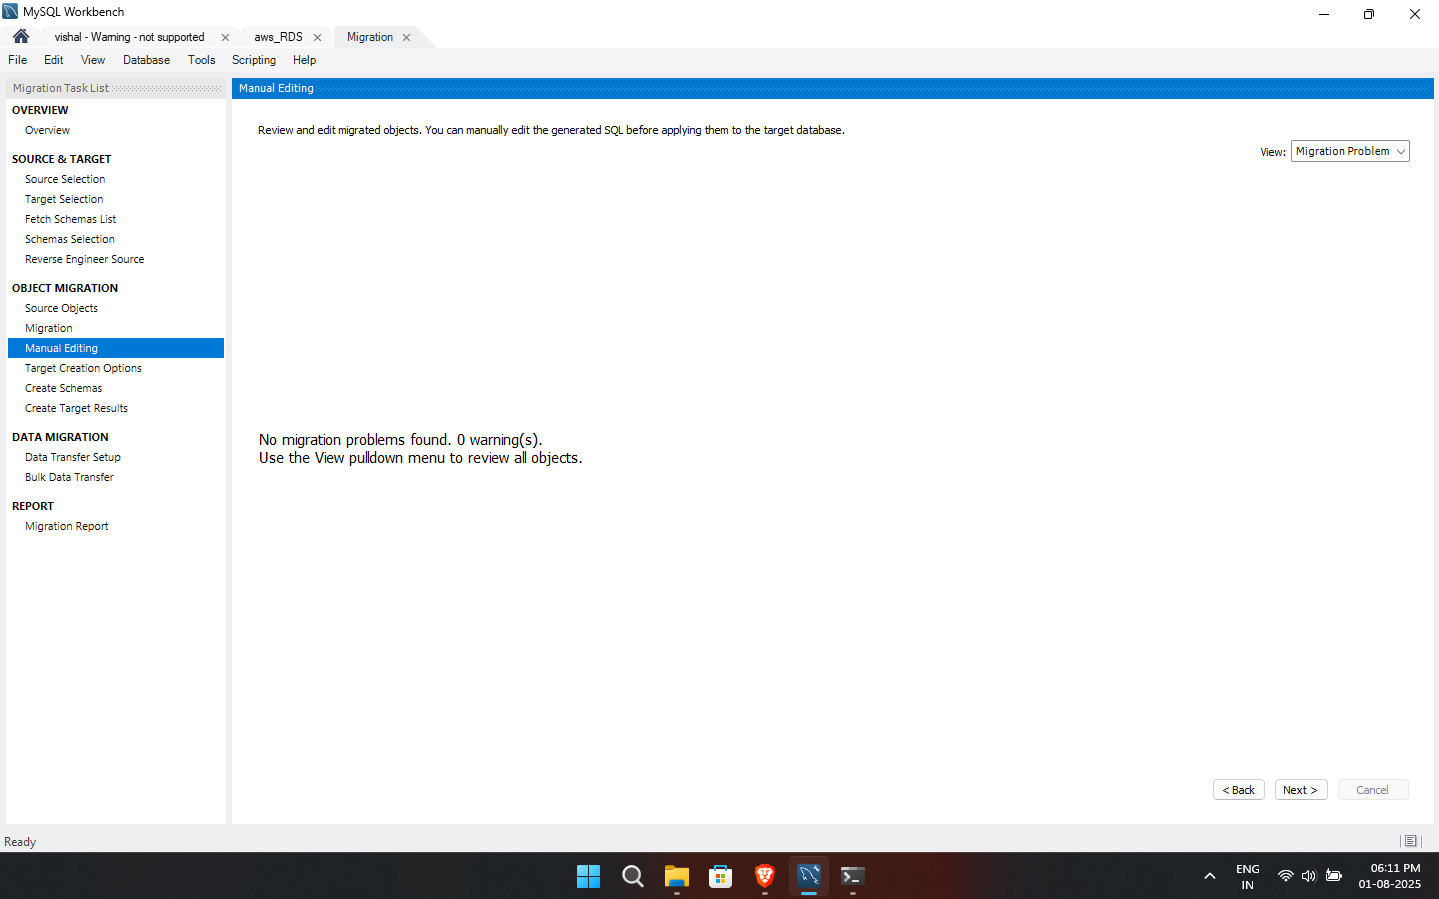 MySQL Workbench
vishal - Warning - not supported
aws_RDS
Migration
File Edit View Database Tools Scripting Help
Migration Task List
OVERVIEW
Overview
SOURCE & TARGET
Source Selection
Target Selection
Fetch Schemas List
Schemas Selection
Reverse Engineer Source
OBJECT MIGRATION
Source Objects
Migration
Manual Editing
Target Creation Options
Create Schemas
Create Target Results
DATA MIGRATION
Data Transfer Setup
Bulk Data Transfer
REPORT
Migration Report
Manual Editing
Review and edit migrated objects. You can manually edit the generated SQL before applying them to the target database.
View: Migration Problem
No migration problems found. 0 warning(s).
Use the View pulldown menu to review all objects.
< Back Next > Cancel
Ready
ENG
IN
06:11 PM
01-08-2025